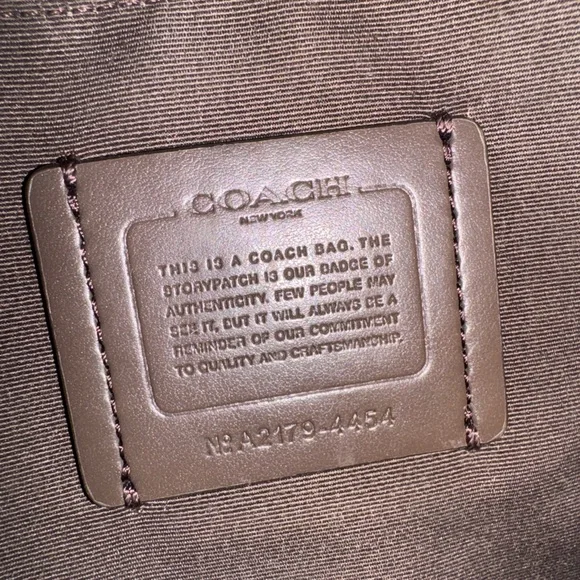 COACH
NEW YORK
THIS IS A COACH BAG. THE
STORYPATCH IS OUR BADGE OF
AUTHENTICITY. FEW PEOPLE MAY
SEE IT, BUT IT WILL ALWAYS BE A
REMINDER OF OUR COMMITMENT
TO QUALITY AND CRAFTSMANSHIP.
Nº A2179-4454